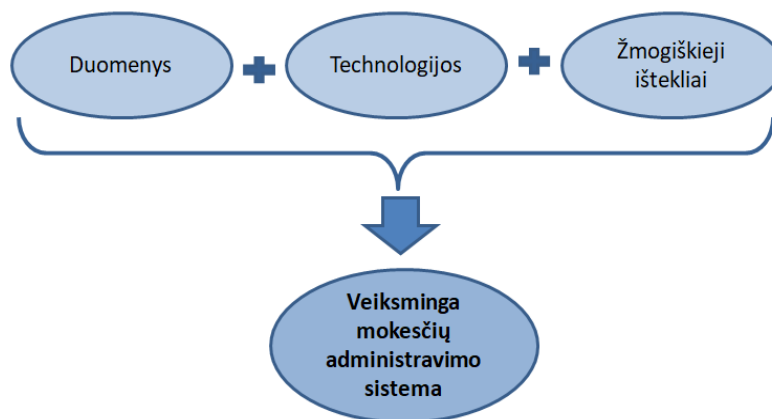 Duomenys
Technologijos
Žmogiškieji
ištekliai
Veiksminga
mokesčių
administravimo
sistema